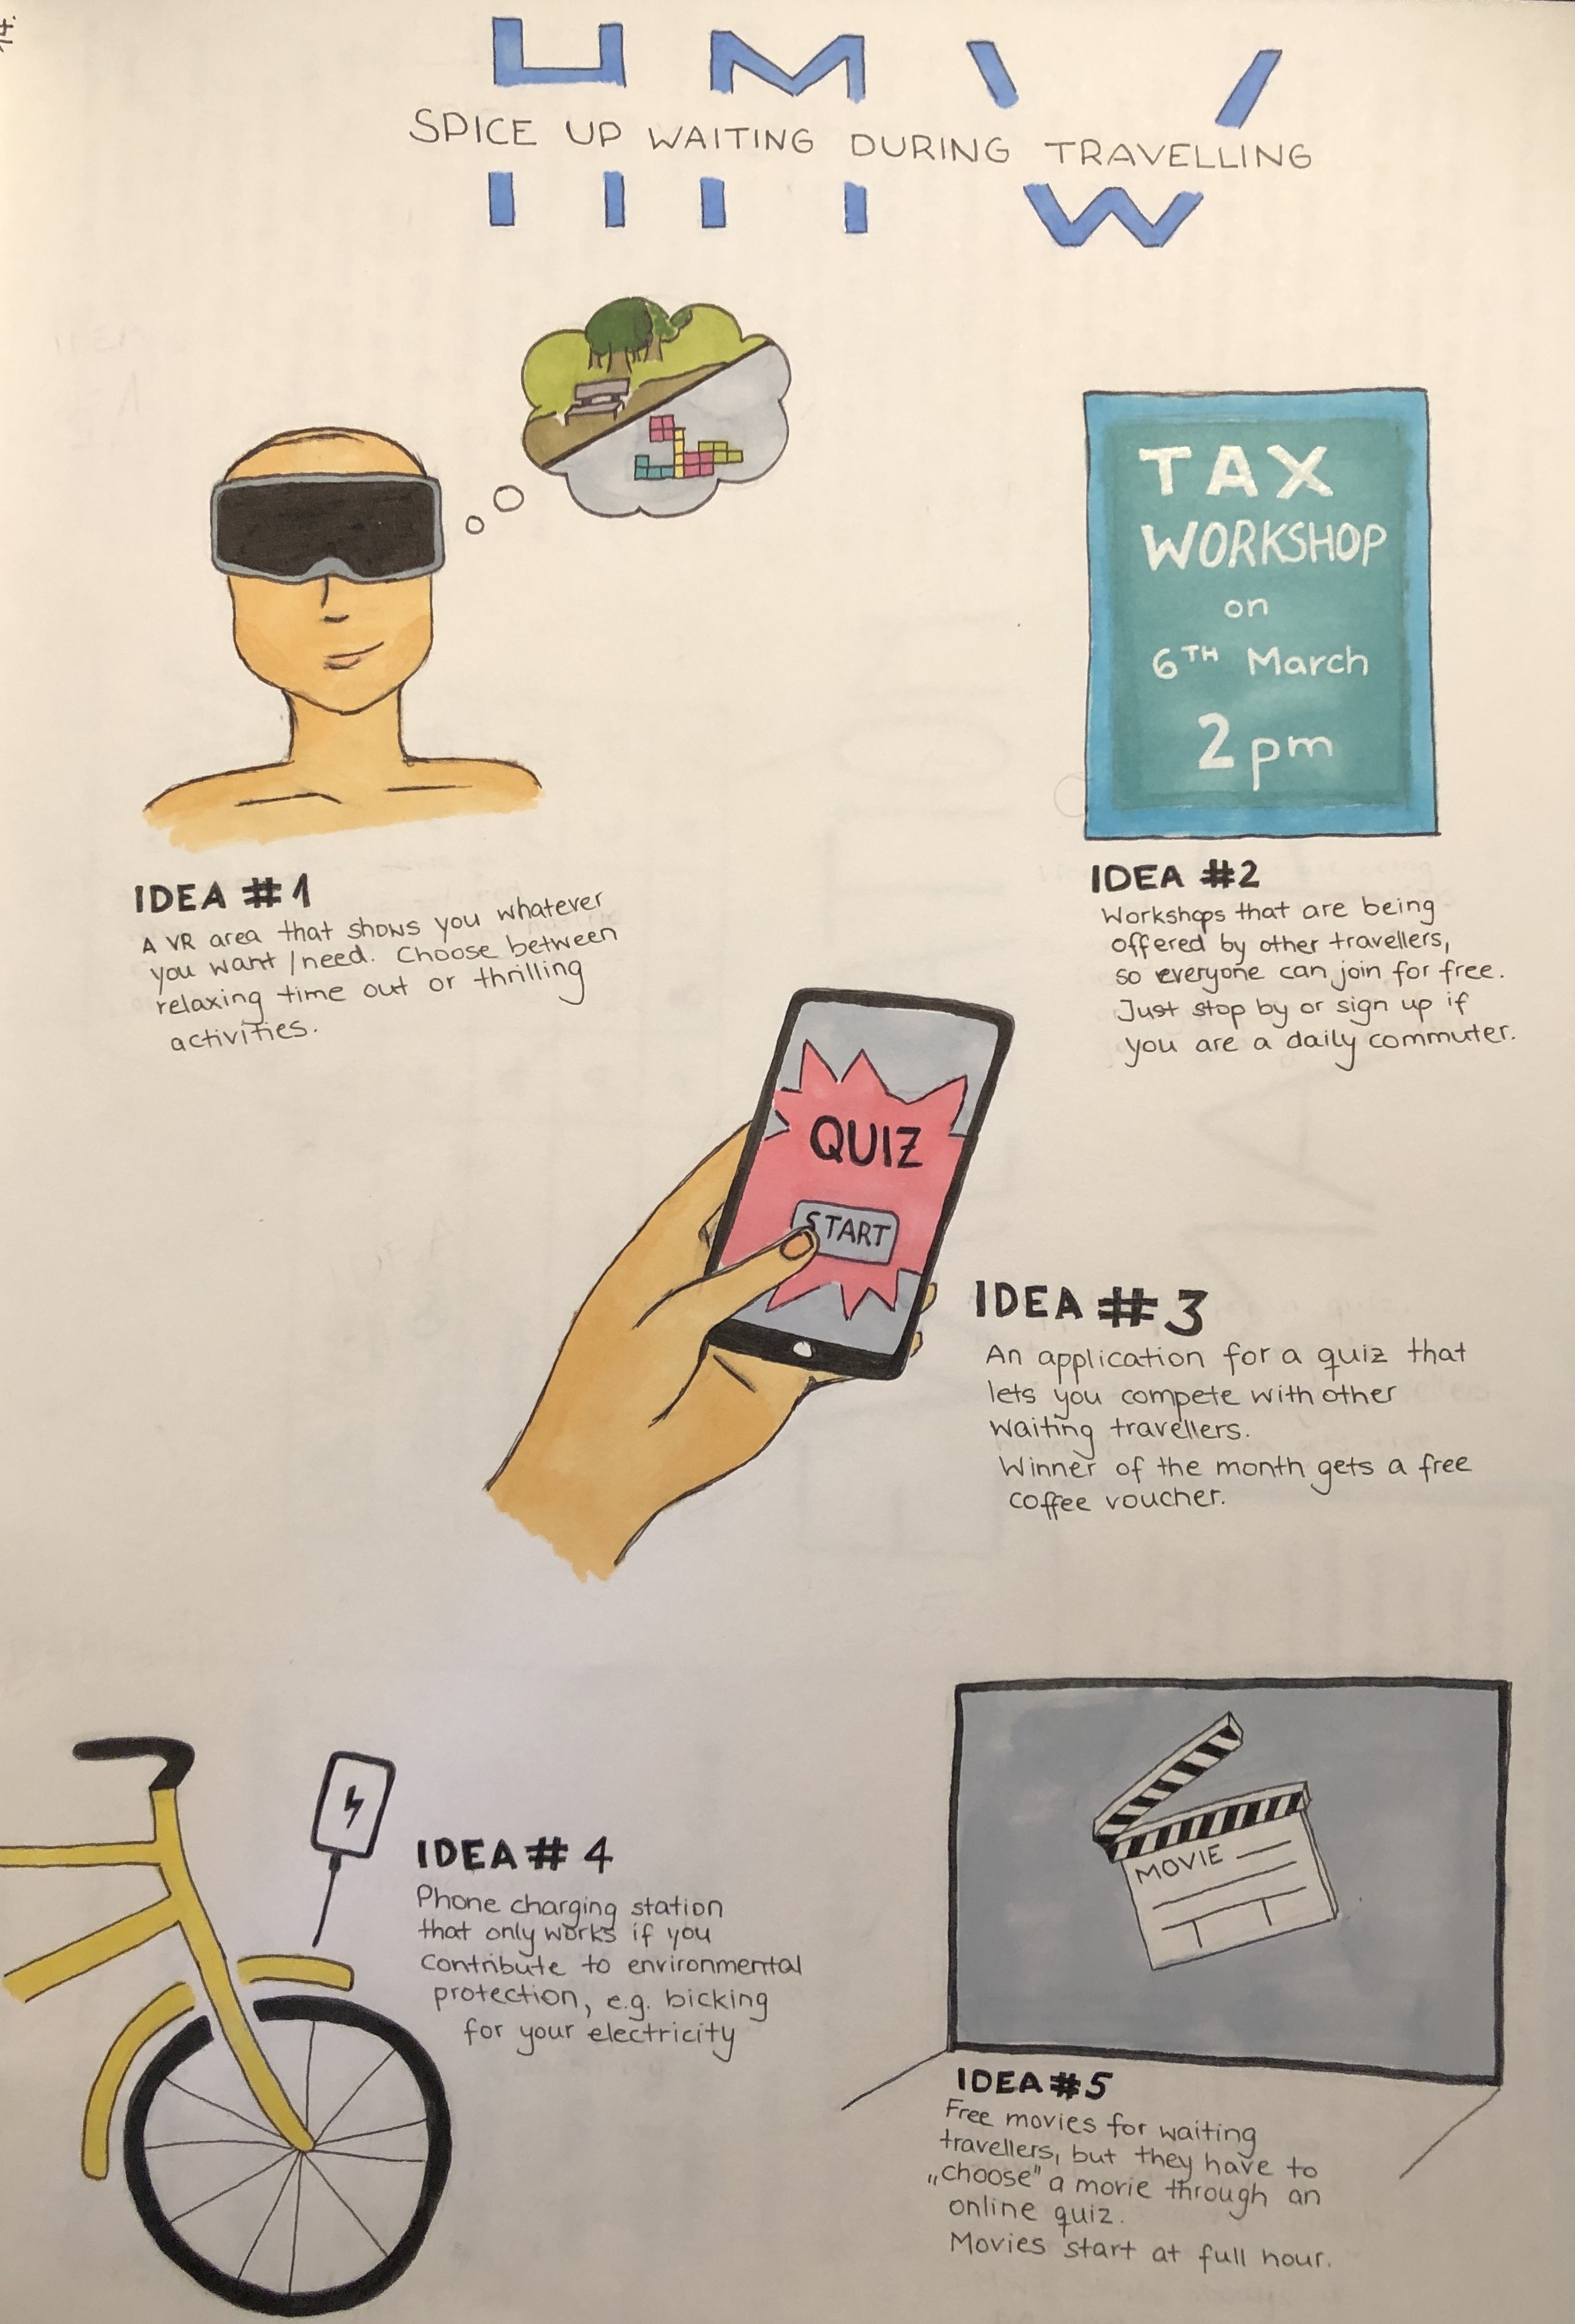 HMW
SPICE UP WAITING DURING TRAVELLING
TAX
WORKSHOP
on
6TH March
2 pm
IDEA #1
A VR area that shows you whatever
you want/need. Choose between
relaxing time out or thrilling
activities.
IDEA #2
Workshops that are being
offered by other travellers,
so everyone can join for free.
Just stop by or sign up if
you are a daily commuter.
QUIZ
START
IDEA #3
An application for a quiz that
lets you compete with other
waiting travellers.
Winner of the month gets a free
coffee voucher.
IDEA #4
Phone charging station
that only works if you
contribute to environmental
protection, e.g. bicking
for your electricity
MOVIE
IDEA #5
Free movies for waiting
travellers, but they have to
„choose" a movie through an
online quiz.
Movies start at full hour.